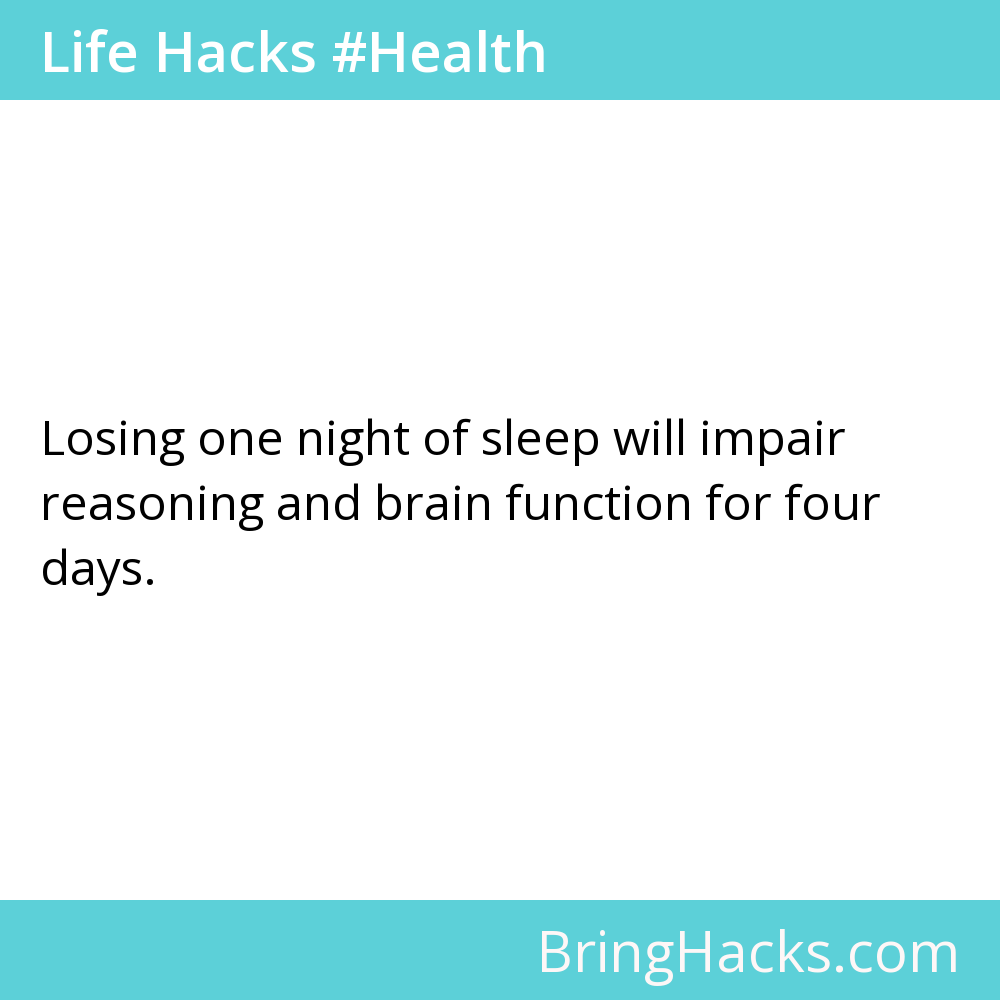 Life Hacks #Health
Losing one night of sleep will impair
reasoning and brain function for four
days.
BringHacks.com